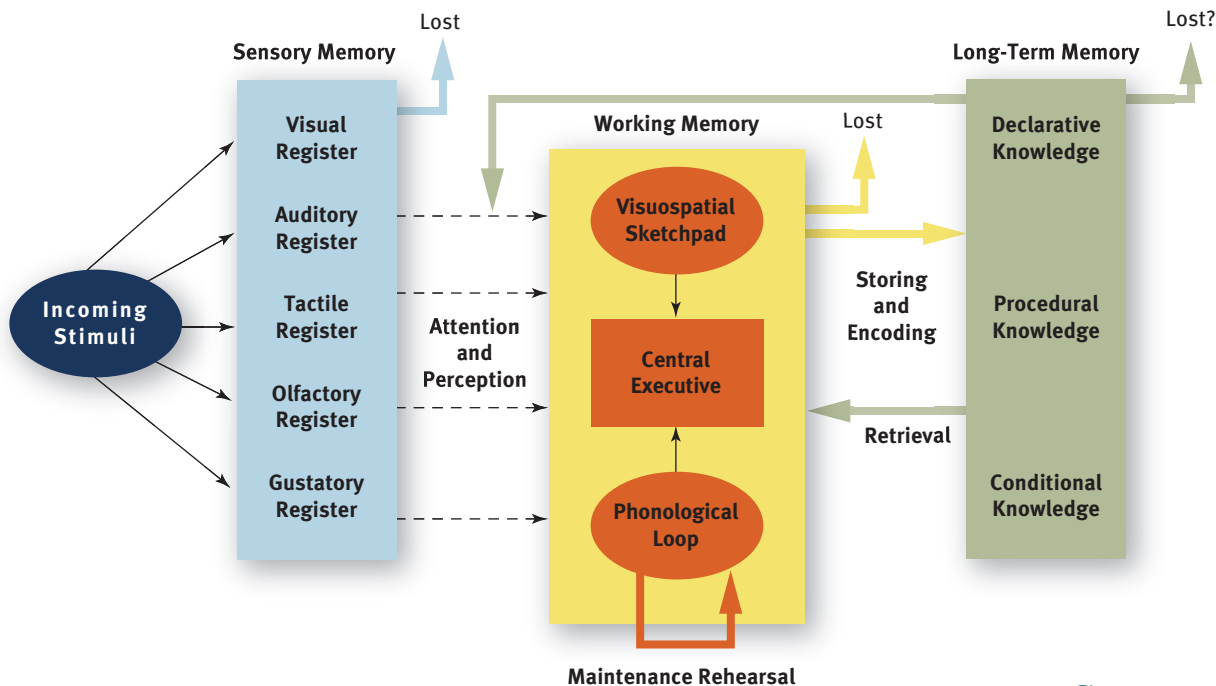 Lost
Lost?
Sensory Memory
Long-Term Memory
Visual
Register
Auditory
Register
Tactile
Register
Olfactory
Register
Gustatory
Register
Incoming
Stimuli
Attention
and
Perception
Working Memory
Lost
Visuospatial
Sketchpad
Central
Executive
Phonological
Loop
Maintenance Rehearsal
Storing
and
Encoding
Retrieval
Declarative
Knowledge
Procedural
Knowledge
Conditional
Knowledge